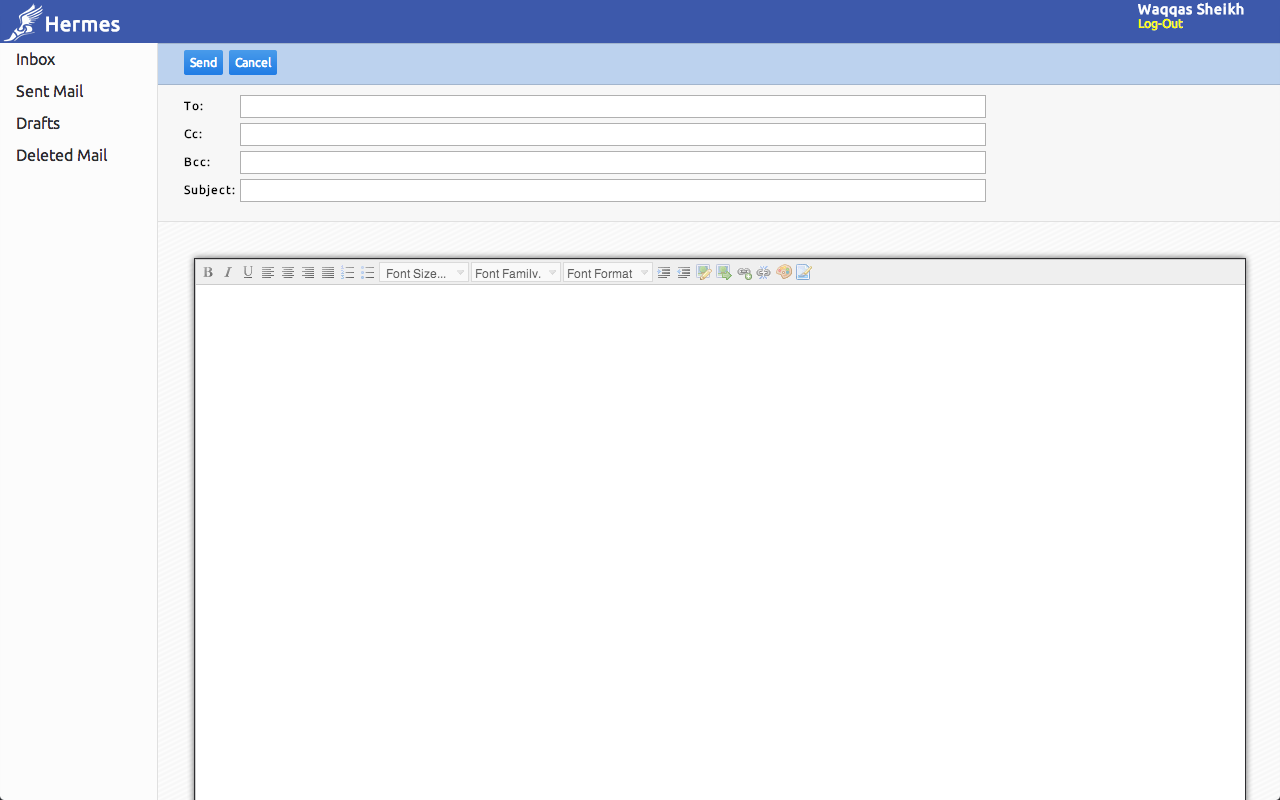 Hermes
Waqqas Sheikh
Log-Out
Inbox
Sent Mail
Drafts
Deleted Mail
Send Cancel
To:
Cc:
Bcc:
Subject:
B I U Font Size... Font Family. Font Format